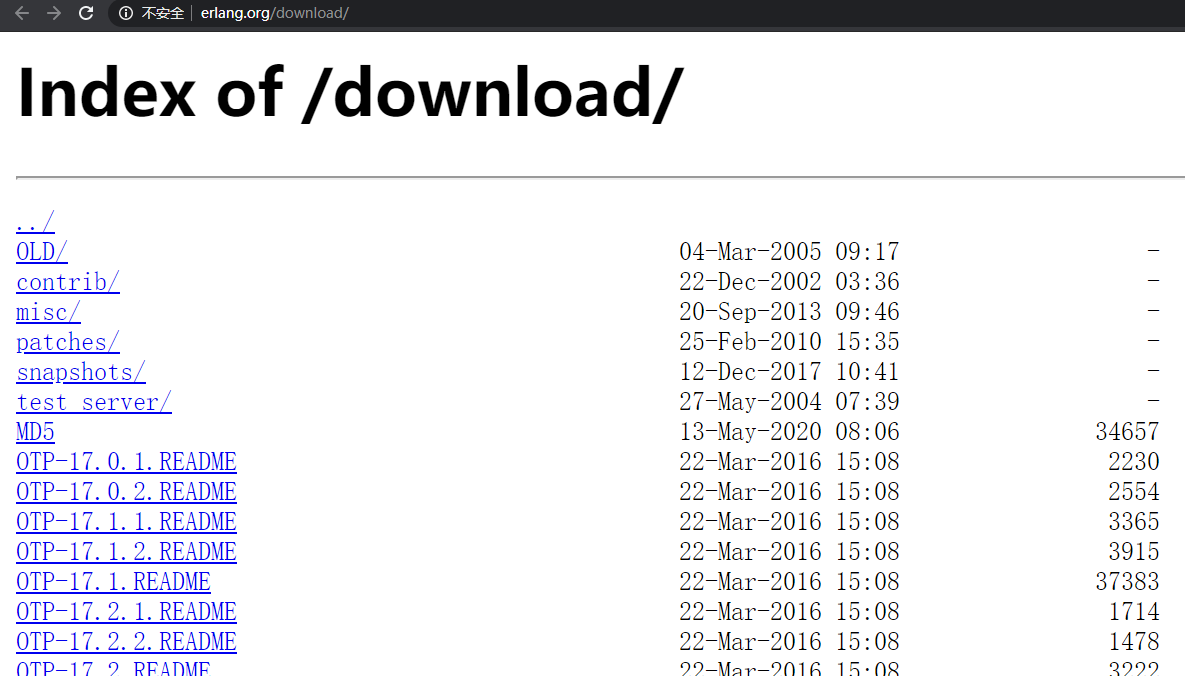 不安全 erlang.org/download/
Index of /download/
../
OLD/ 04-Mar-2005 09:17 -
contrib/ 22-Dec-2002 03:36 -
misc/ 20-Sep-2013 09:46 -
patches/ 25-Feb-2010 15:35 -
snapshots/ 12-Dec-2017 10:41 -
test_server/ 27-May-2004 07:39 -
MD5 13-May-2020 08:06 34657
OTP-17.0.1.README 22-Mar-2016 15:08 2230
OTP-17.0.2.README 22-Mar-2016 15:08 2554
OTP-17.1.1.README 22-Mar-2016 15:08 3365
OTP-17.1.2.README 22-Mar-2016 15:08 3915
OTP-17.1.README 22-Mar-2016 15:08 37383
OTP-17.2.1.README 22-Mar-2016 15:08 1714
OTP-17.2.2.README 22-Mar-2016 15:08 1478
OTP-17.2.README 22-Mar-2016 15:08 3222